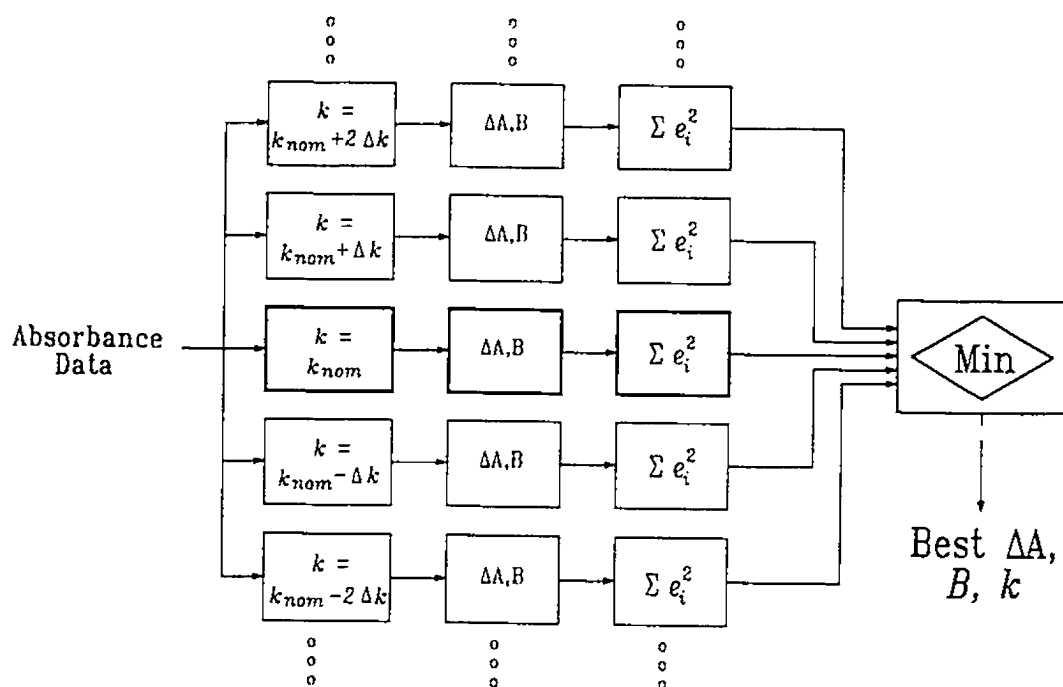 k =
k_nom+2 Δk
ΔA,B
Σ e_i^2
k =
k_nom+Δk
ΔA,B
Σ e_i^2
Absorbance
Data
k =
k_nom
ΔA,B
Σ e_i^2
Min
k =
k_nom-Δk
ΔA,B
Σ e_i^2
k =
k_nom-2 Δk
ΔA,B
Σ e_i^2
Best ΔA,
B, k